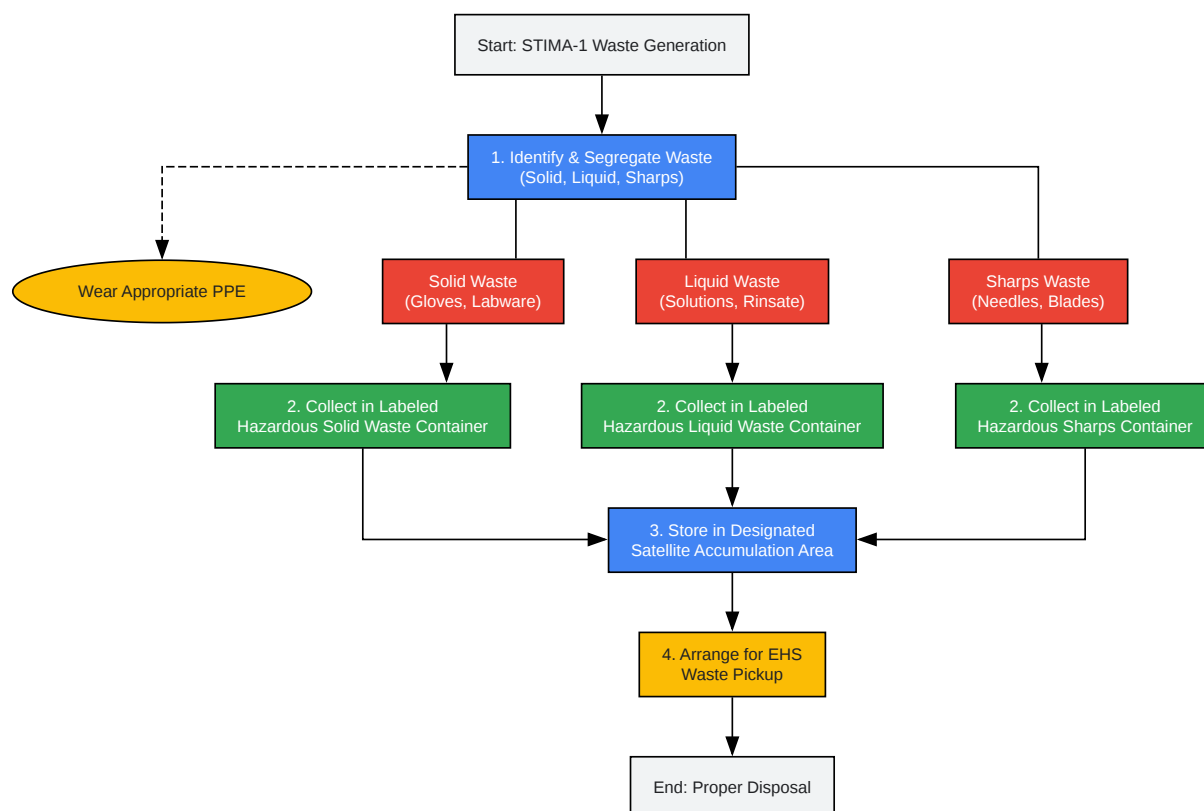 Start: STIMA-1 Waste Generation
1. Identify & Segregate Waste
(Solid, Liquid, Sharps)
Wear Appropriate PPE
Solid Waste
(Gloves, Labware)
Liquid Waste
(Solutions, Rinsate)
Sharps Waste
(Needles, Blades)
2. Collect in Labeled
Hazardous Solid Waste Container
2. Collect in Labeled
Hazardous Liquid Waste Container
2. Collect in Labeled
Hazardous Sharps Container
3. Store in Designated
Satellite Accumulation Area
4. Arrange for EHS
Waste Pickup
End: Proper Disposal